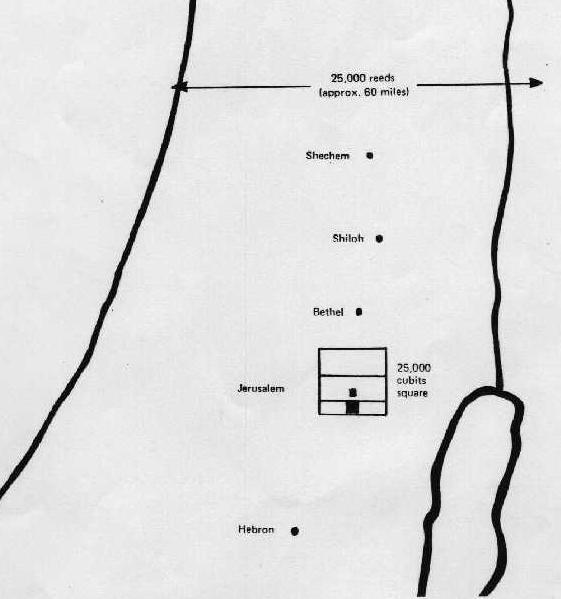 25,000 reeds
(approx. 60 miles)
Shechem
Shiloh
Bethel
Jerusalem
25,000
cubits
square
Hebron